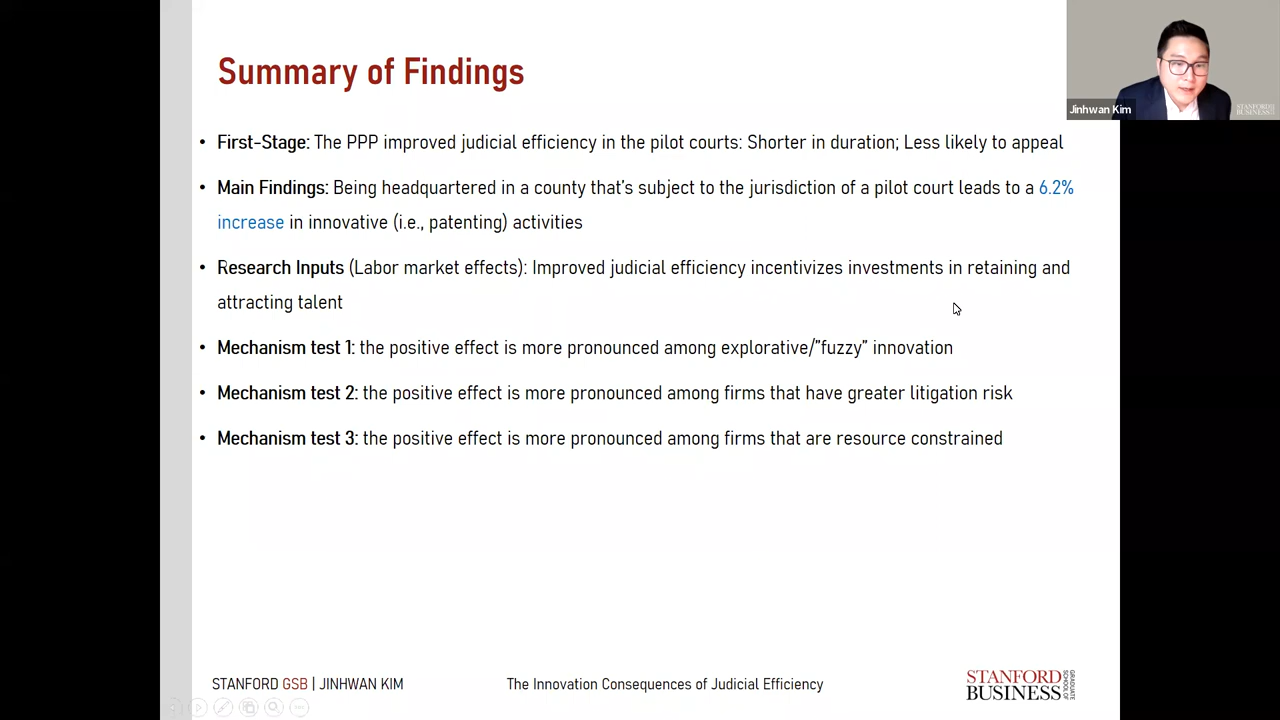 Summary of Findings
Jinhwan Kim
STANFORD
BUSINESS
• First-Stage: The PPP improved judicial efficiency in the pilot courts: Shorter in duration; Less likely to appeal
• Main Findings: Being headquartered in a county that's subject to the jurisdiction of a pilot court leads to a 6.2%
increase in innovative (i.e., patenting) activities
• Research Inputs (Labor market effects): Improved judicial efficiency incentivizes investments in retaining and
attracting talent
• Mechanism test 1: the positive effect is more pronounced among explorative/"fuzzy" innovation
• Mechanism test 2: the positive effect is more pronounced among firms that have greater litigation risk
• Mechanism test 3: the positive effect is more pronounced among firms that are resource constrained
STANFORD GSB | JINHWAN KIM
The Innovation Consequences of Judicial Efficiency
STANFORD
BUSINESS
GRADUATE
SCHOOL OF